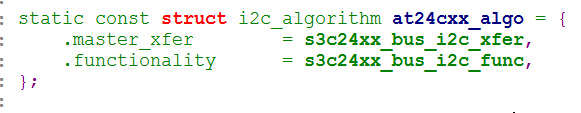 : static const struct i2c_algorithm at24cxx_algo = {
:     .master_xfer        = s3c24xx_bus_i2c_xfer,
:     .functionality      = s3c24xx_bus_i2c_func,
: };
: